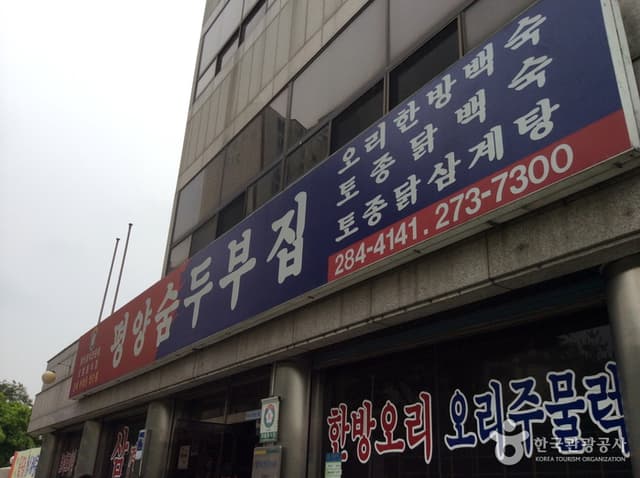 평양숨두부집
오리한방백숙
토종닭백숙
토종닭삼계탕
284-4141. 273-7300
한방오리 오리주물럭
삼
한국관광공사
KOREA TOURISM ORGANIZATION